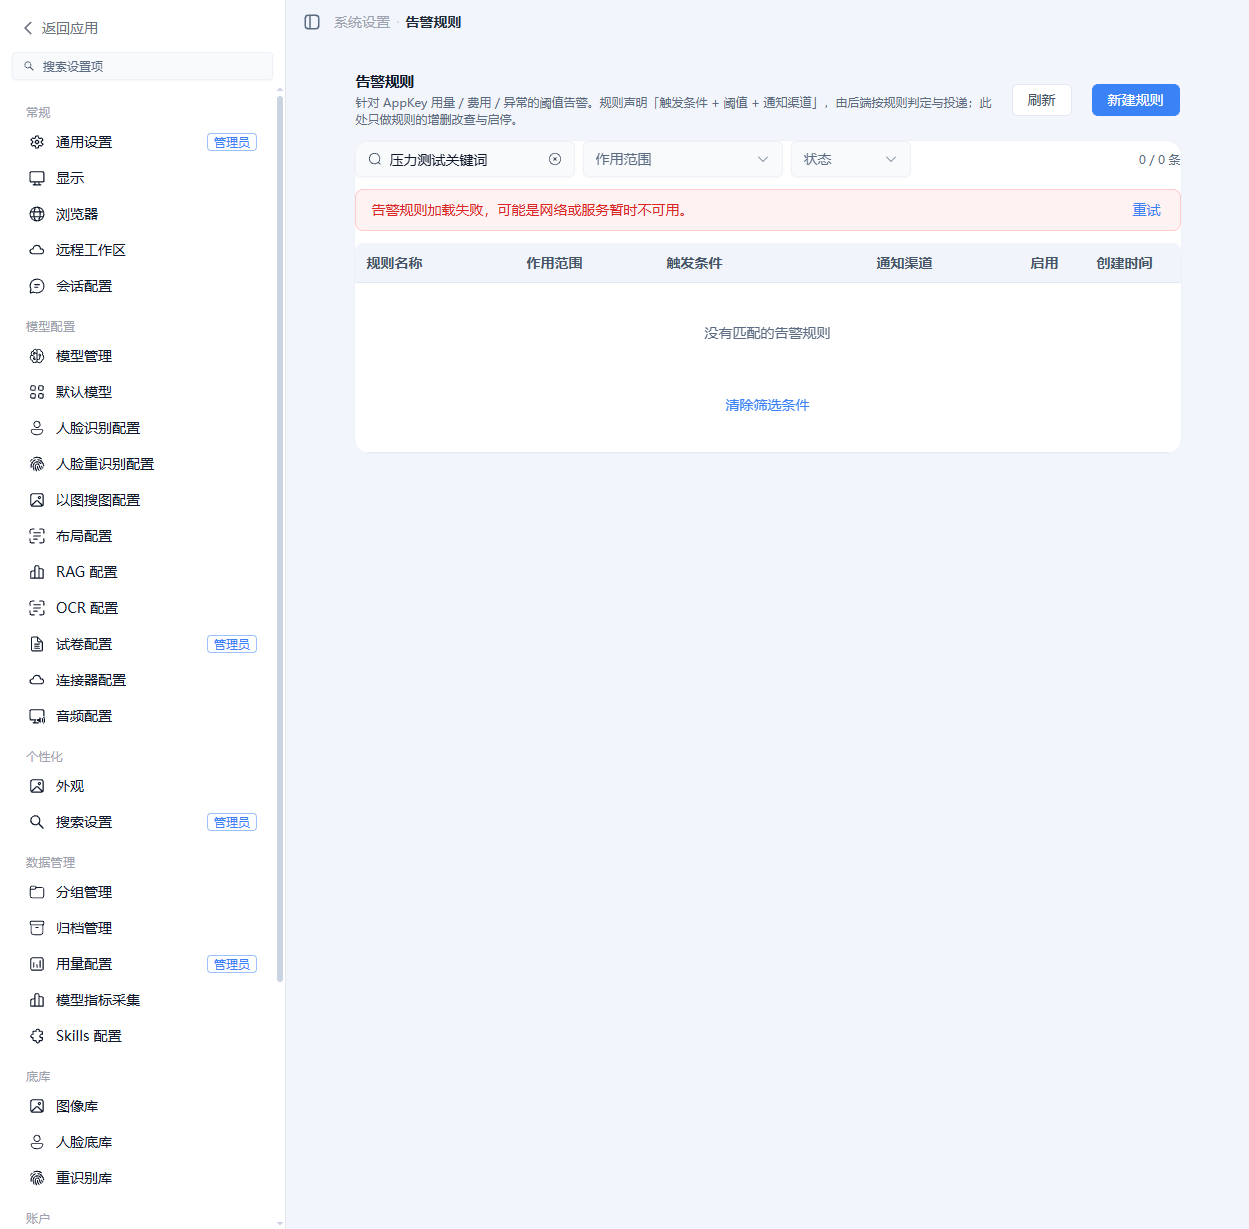 返回应用
搜索设置项
常规
通用设置 管理员
显示
浏览器
远程工作区
会话配置
模型配置
模型管理
默认模型
人脸识别配置
人脸重识别配置
以图搜图配置
布局配置
RAG 配置
OCR 配置
试卷配置 管理员
连接器配置
音频配置
个性化
外观
搜索设置 管理员
数据管理
分组管理
归档管理
用量配置 管理员
模型指标采集
Skills 配置
底库
图像库
人脸底库
重识别库
账户
系统设置 · 告警规则
告警规则
针对 AppKey 用量 / 费用 / 异常的阈值告警。规则声明「触发条件 + 阈值 + 通知渠道」，由后端按规则判定与投递；此
处只做规则的增删改查与启停。
刷新 新建规则
压力测试关键词 作用范围 状态 0 / 0 条
告警规则加载失败，可能是网络或服务暂时不可用。 重试
规则名称 作用范围 触发条件 通知渠道 启用 创建时间
没有匹配的告警规则
清除筛选条件